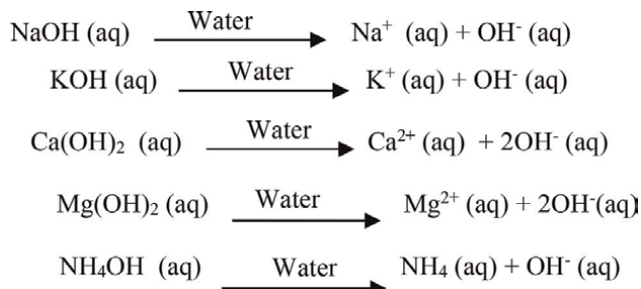 NaOH (aq) Water Na⁺ (aq) + OH⁻ (aq)
KOH (aq) Water K⁺ (aq) + OH⁻ (aq)
Ca(OH)₂ (aq) Water Ca²⁺ (aq) + 2OH⁻ (aq)
Mg(OH)₂ (aq) Water Mg²⁺ (aq) + 2OH⁻(aq)
NH₄OH (aq) Water NH₄ (aq) + OH⁻ (aq)